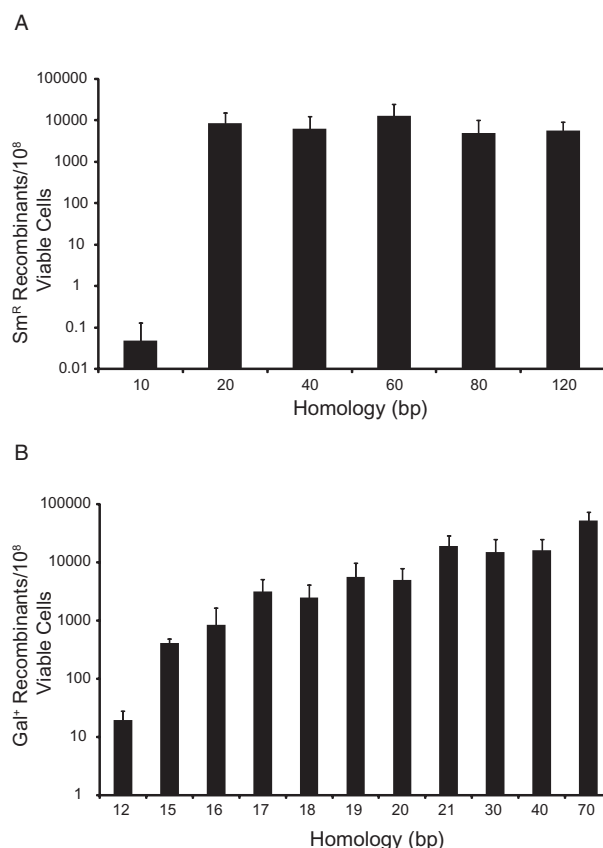 A
100000
10000
1000
100
10
1
0.1
0.01
Smᴿ Recombinants/10⁸
Viable Cells
10 20 40 60 80 120
Homology (bp)
B
100000
10000
1000
100
10
1
Gal⁺ Recombinants/10⁸
Viable Cells
12 15 16 17 18 19 20 21 30 40 70
Homology (bp)